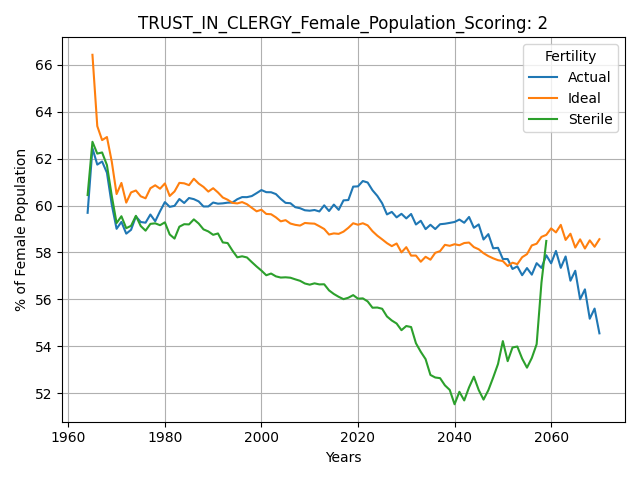 TRUST_IN_CLERGY_Female_Population_Scoring: 2
Fertility
Actual
Ideal
Sterile
% of Female Population
66
64
62
60
58
56
54
52
1960
1980
2000
2020
2040
2060
Years